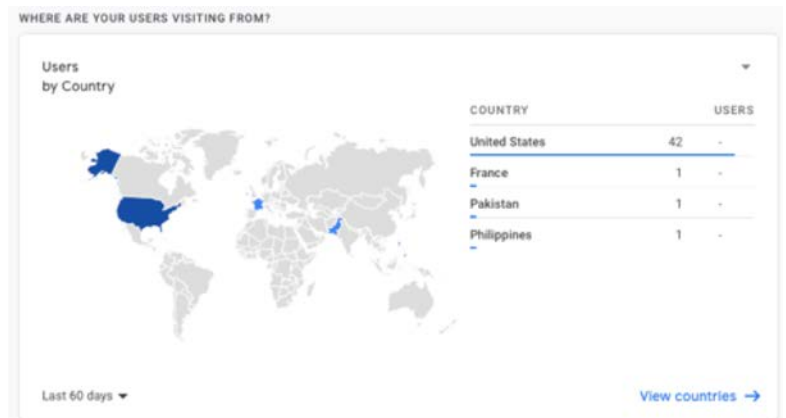 WHERE ARE YOUR USERS VISITING FROM?
Users
by Country
COUNTRY USERS
United States 42 -
France 1 -
Pakistan 1 -
Philippines 1 -
Last 60 days
View countries